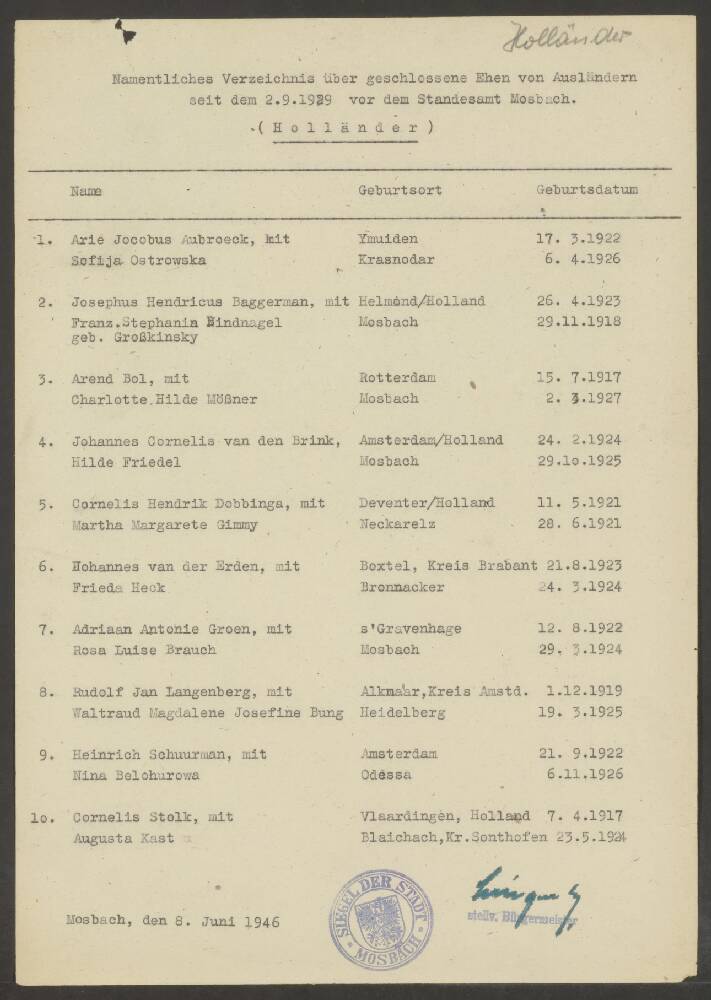 Holländer
Namentliches Verzeichnis über geschlossene Ehen von Ausländern
seit dem 2.9.1939 vor dem Standesamt Mosbach.
(Holländer)
Name Geburtsort Geburtsdatum
1. Arie Jocobus Aubroeck, mit Ymuiden 17. 3.1922
Sofija Ostrowska Krasnodar 6. 4.1926
2. Josephus Hendricus Baggerman, mit Helmond/Holland 26. 4.1923
Franz.Stephania Bindnagel Mosbach 29.11.1918
geb. Großkinsky
3. Arend Bol, mit Rotterdam 15. 7.1917
Charlotte Hilde Mößner Mosbach 2. 3.1927
4. Johannes Cornelis van den Brink, Amsterdam/Holland 24. 2.1924
Hilde Friedel Mosbach 29.1o.1925
5. Cornelis Hendrik Dobbinga, mit Deventer/Holland 11. 5.1921
Martha Margarete Gimmy Neckarelz 28. 6.1921
6. Hohannes van der Erden, mit Boxtel, Kreis Brabant 21.8.1923
Frieda Heck Bronnacker 24. 3.1924
7. Adriaan Antonie Groen, mit s'Gravenhage 12. 8.1922
Rosa Luise Brauch Mosbach 29. 3.1924
8. Rudolf Jan Langenberg, mit Alkmaar,Kreis Amstd. 1.12.1919
Waltraud Magdalene Josefine Bung Heidelberg 19. 3.1925
9. Heinrich Schuurman, mit Amsterdam 21. 9.1922
Nina Belohurowa Odessa 6.11.1926
1o. Cornelis Stolk, mit Vlaardingen, Holland 7. 4.1917
Augusta Kast Blaichach,Kr.Sonthofen 23.5.1924
Mosbach, den 8. Juni 1946
SIEGEL DER STADT
MOSBACH
stellv. Bürgermeister